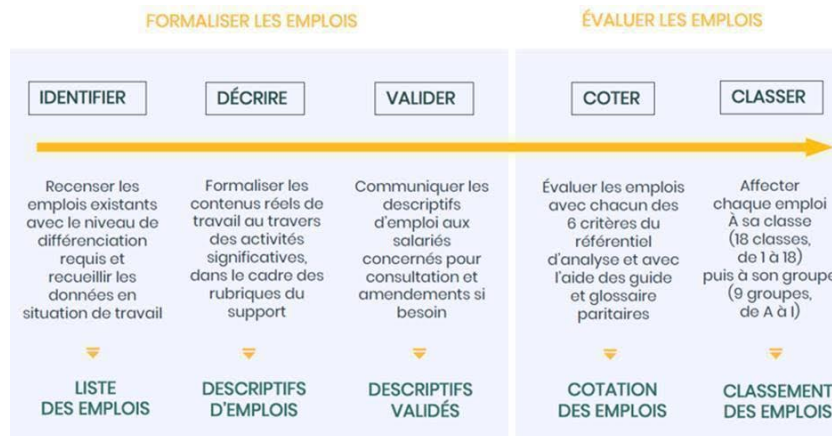 FORMALISER LES EMPLOIS
ÉVALUER LES EMPLOIS
IDENTIFIER
DÉCRIRE
VALIDER
COTER
CLASSER
Recenser les
emplois existants
avec le niveau de
différenciation
requis et
recueillir les
données en
situation de travail
Formaliser les
contenus réels de
travail au travers
des activités
significatives,
dans le cadre des
rubriques du
support
Communiquer les
descriptifs
d'emploi aux
salariés
concernés pour
consultation et
amendements si
besoin
Évaluer les emplois
avec chacun des
6 critères du
référentiel
d'analyse et avec
l'aide des guide
et glossaire
paritaires
Affecter
chaque emploi
À sa classe
(18 classes,
de 1 à 18)
puis à son groupe
(9 groupes,
de A à I)
LISTE
DES EMPLOIS
DESCRIPTIFS
D'EMPLOIS
DESCRIPTIFS
VALIDÉS
COTATION
DES EMPLOIS
CLASSEMENT
DES EMPLOIS